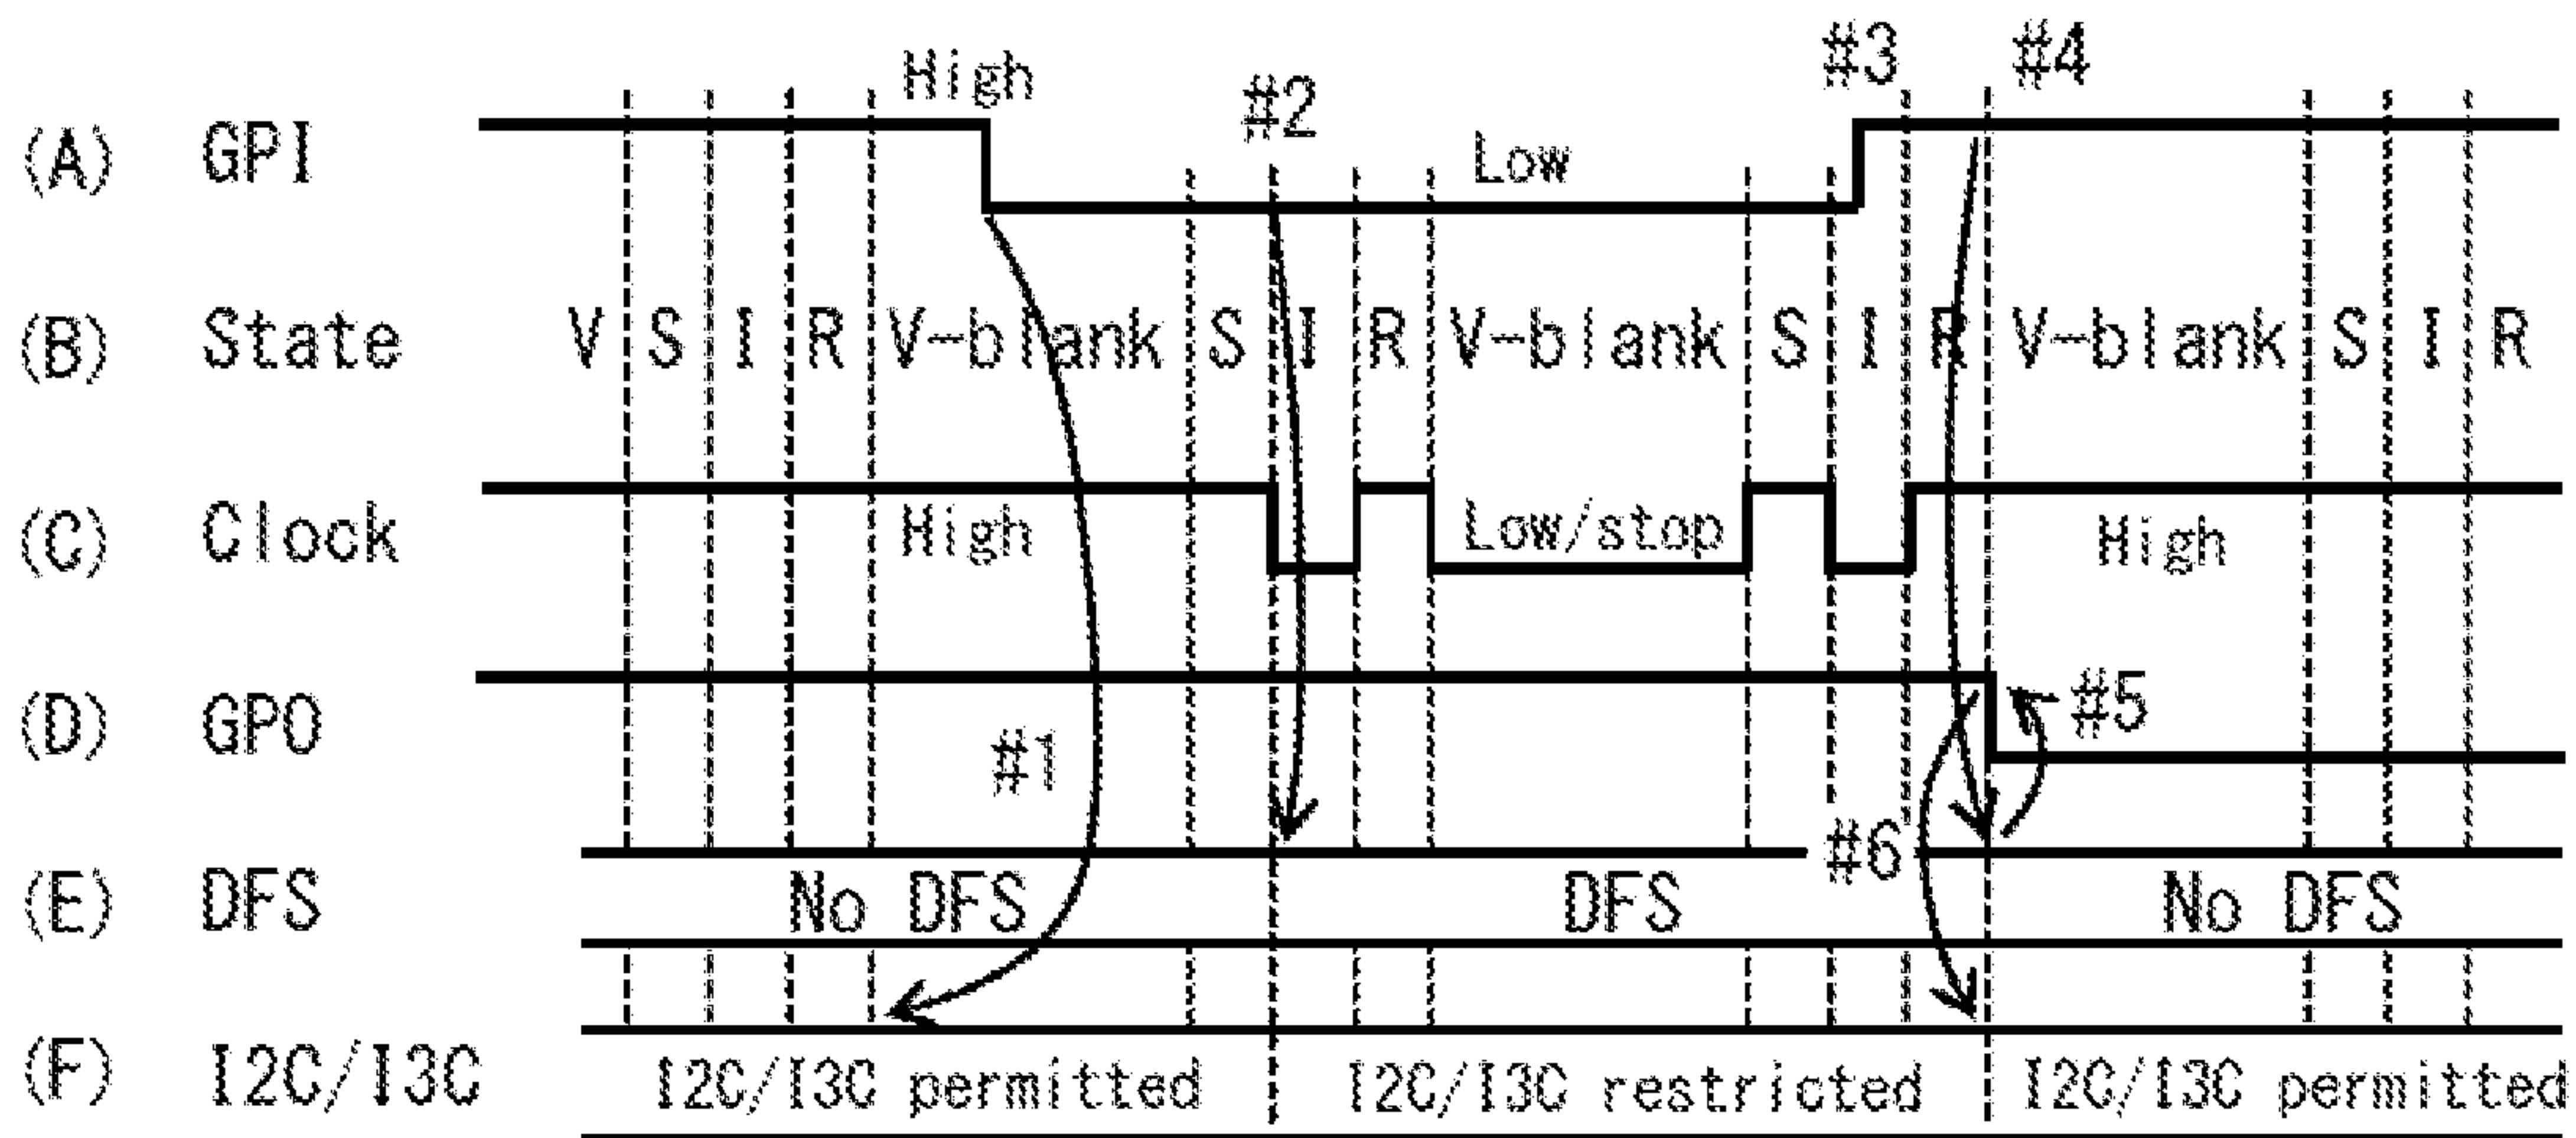 #3 #4
High
#2
(A) GPI Low
(B) State V S I R V-blank S I R V-blank S I R V-blank S I R
(C) Clock High Low/stop High
(D) GPO #5
#1
#6
(E) DFS No DFS DFS No DFS
(F) I2C/I3C I2C/I3C permitted I2C/I3C restricted I2C/I3C permitted